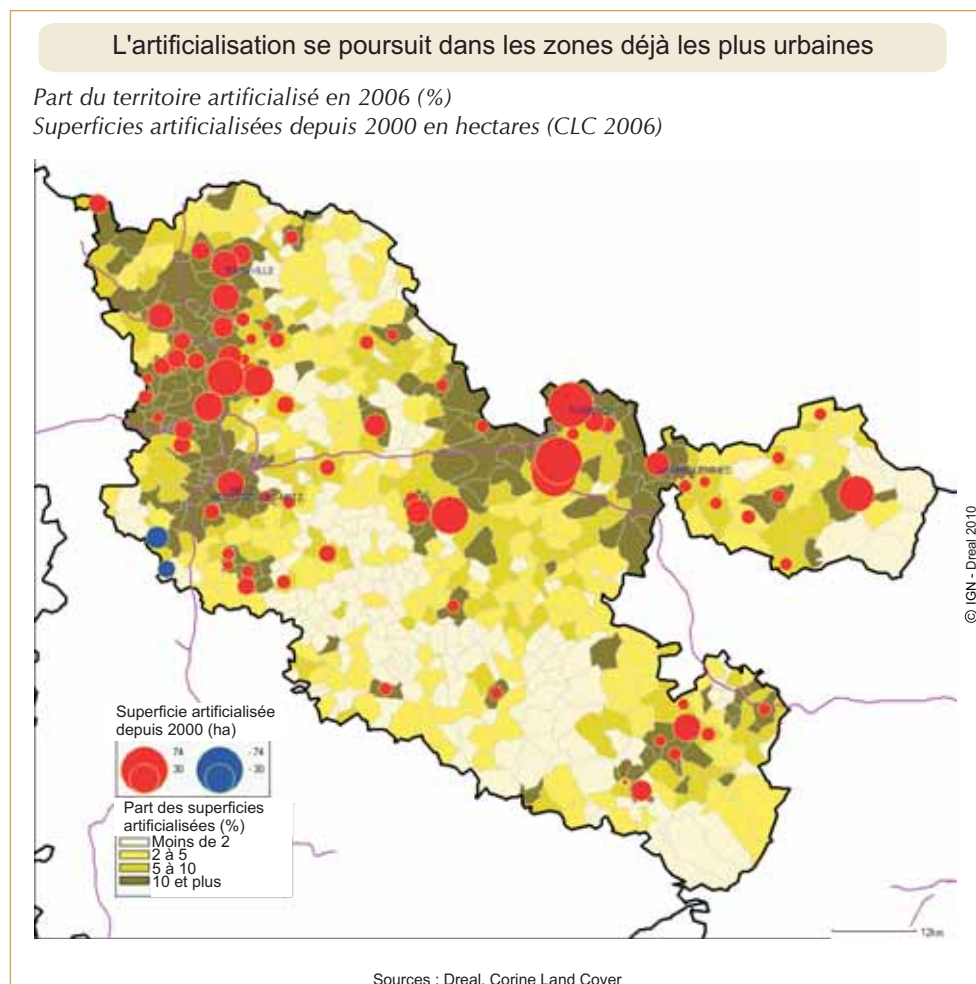 L'artificialisation se poursuit dans les zones déjà les plus urbaines
Part du territoire artificialisé en 2006 (%)
Superficies artificialisées depuis 2000 en hectares (CLC 2006)
Superficie artificialisée
depuis 2000 (ha)
74
30
- 74
- 30
Part des superficies
artificialisées (%)
Moins de 2
2 à 5
5 à 10
10 et plus
12km
© IGN - Dreal 2010
Sources : Dreal, Corine Land Cover